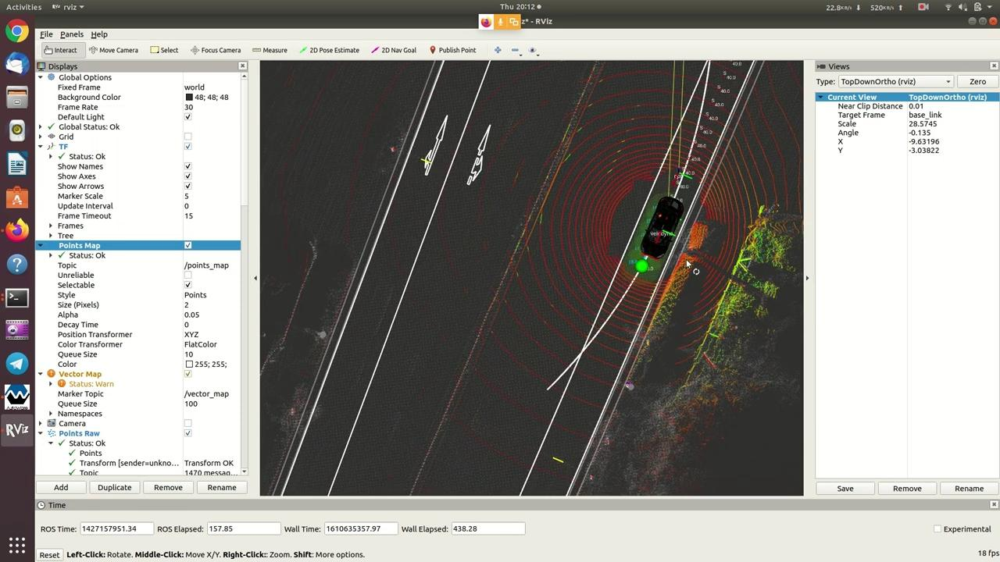 Activities rviz Thu 20:12 22.8KB/s 520KB/s
z* - RViz
File Panels Help
Interact Move Camera Select Focus Camera Measure 2D Pose Estimate 2D Nav Goal Publish Point
Displays
Global Options
Fixed Frame world
Background Color 48; 48; 48
Frame Rate 30
Default Light
Global Status: Ok
Grid
TF
Status: Ok
Show Names
Show Axes
Show Arrows
Marker Scale 5
Update Interval 0
Frame Timeout 15
Frames
Tree
Points Map
Status: Ok
Topic /points_map
Unreliable
Selectable
Style Points
Size (Pixels) 2
Alpha 0.05
Decay Time 0
Position Transformer XYZ
Color Transformer FlatColor
Queue Size 10
Color 255; 255;
Vector Map
Status: Warn
Marker Topic /vector_map
Queue Size 100
Namespaces
Camera
Points Raw
Status: Ok
Points
Transform [sender=unkno... Transform OK
Topic 1470 messag...
Add Duplicate Remove Rename
velodyne
Views
Type: TopDownOrtho (rviz) Zero
Current View TopDownOrtho (rviz)
Near Clip Distance 0.01
Target Frame base_link
Scale 28.5745
Angle -0.135
X -9.63196
Y -3.03822
Save Remove Rename
RViz
Time
ROS Time: 1427157951.34 ROS Elapsed: 157.85 Wall Time: 1610635357.97 Wall Elapsed: 438.28 Experimental
Reset Left-Click: Rotate. Middle-Click: Move X/Y. Right-Click:: Zoom. Shift: More options. 18 fps